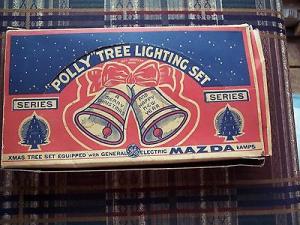 "POLLY" TREE LIGHTING SET
SERIES
SERIES
A MERRY CHRISTMAS
AND HAPPY NEW YEAR
XMAS TREE SET EQUIPPED with GENERAL GE ELECTRIC MAZDA LAMPS